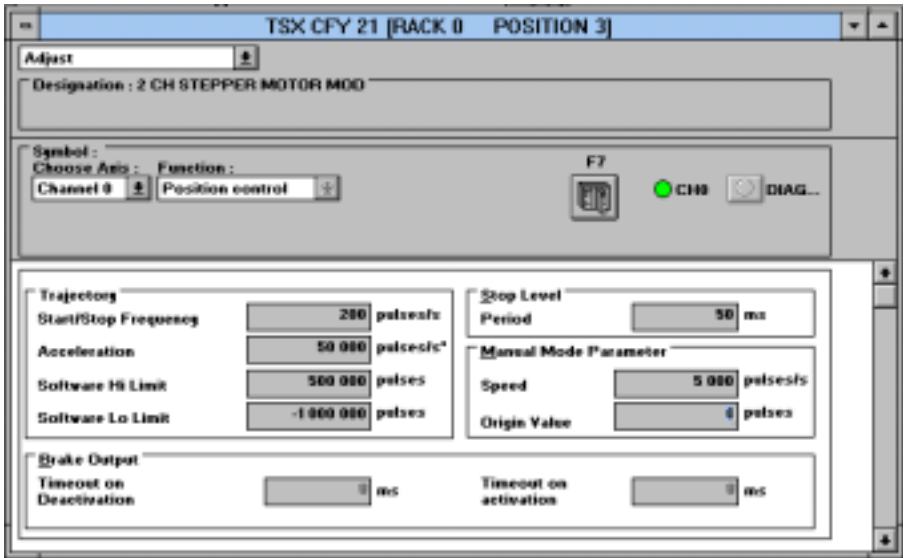 TSX CFY 21 [RACK 0 POSITION 3]
Adjust
Designation : 2 CH STEPPER MOTOR MOD
Symbol :
Choose Axis : Function :
Channel 0 Position control
F7
CH0 DIAG...
Trajectory
Start/Stop Frequency 200 pulses/s
Acceleration 50 000 pulses/s²
Software Hi Limit 500 000 pulses
Software Lo Limit -1 000 000 pulses
Stop Level
Period 50 ms
Manual Mode Parameter
Speed 5 000 pulses/s
Origin Value 0 pulses
Brake Output
Timeout on
Deactivation 0 ms
Timeout on
activation 0 ms